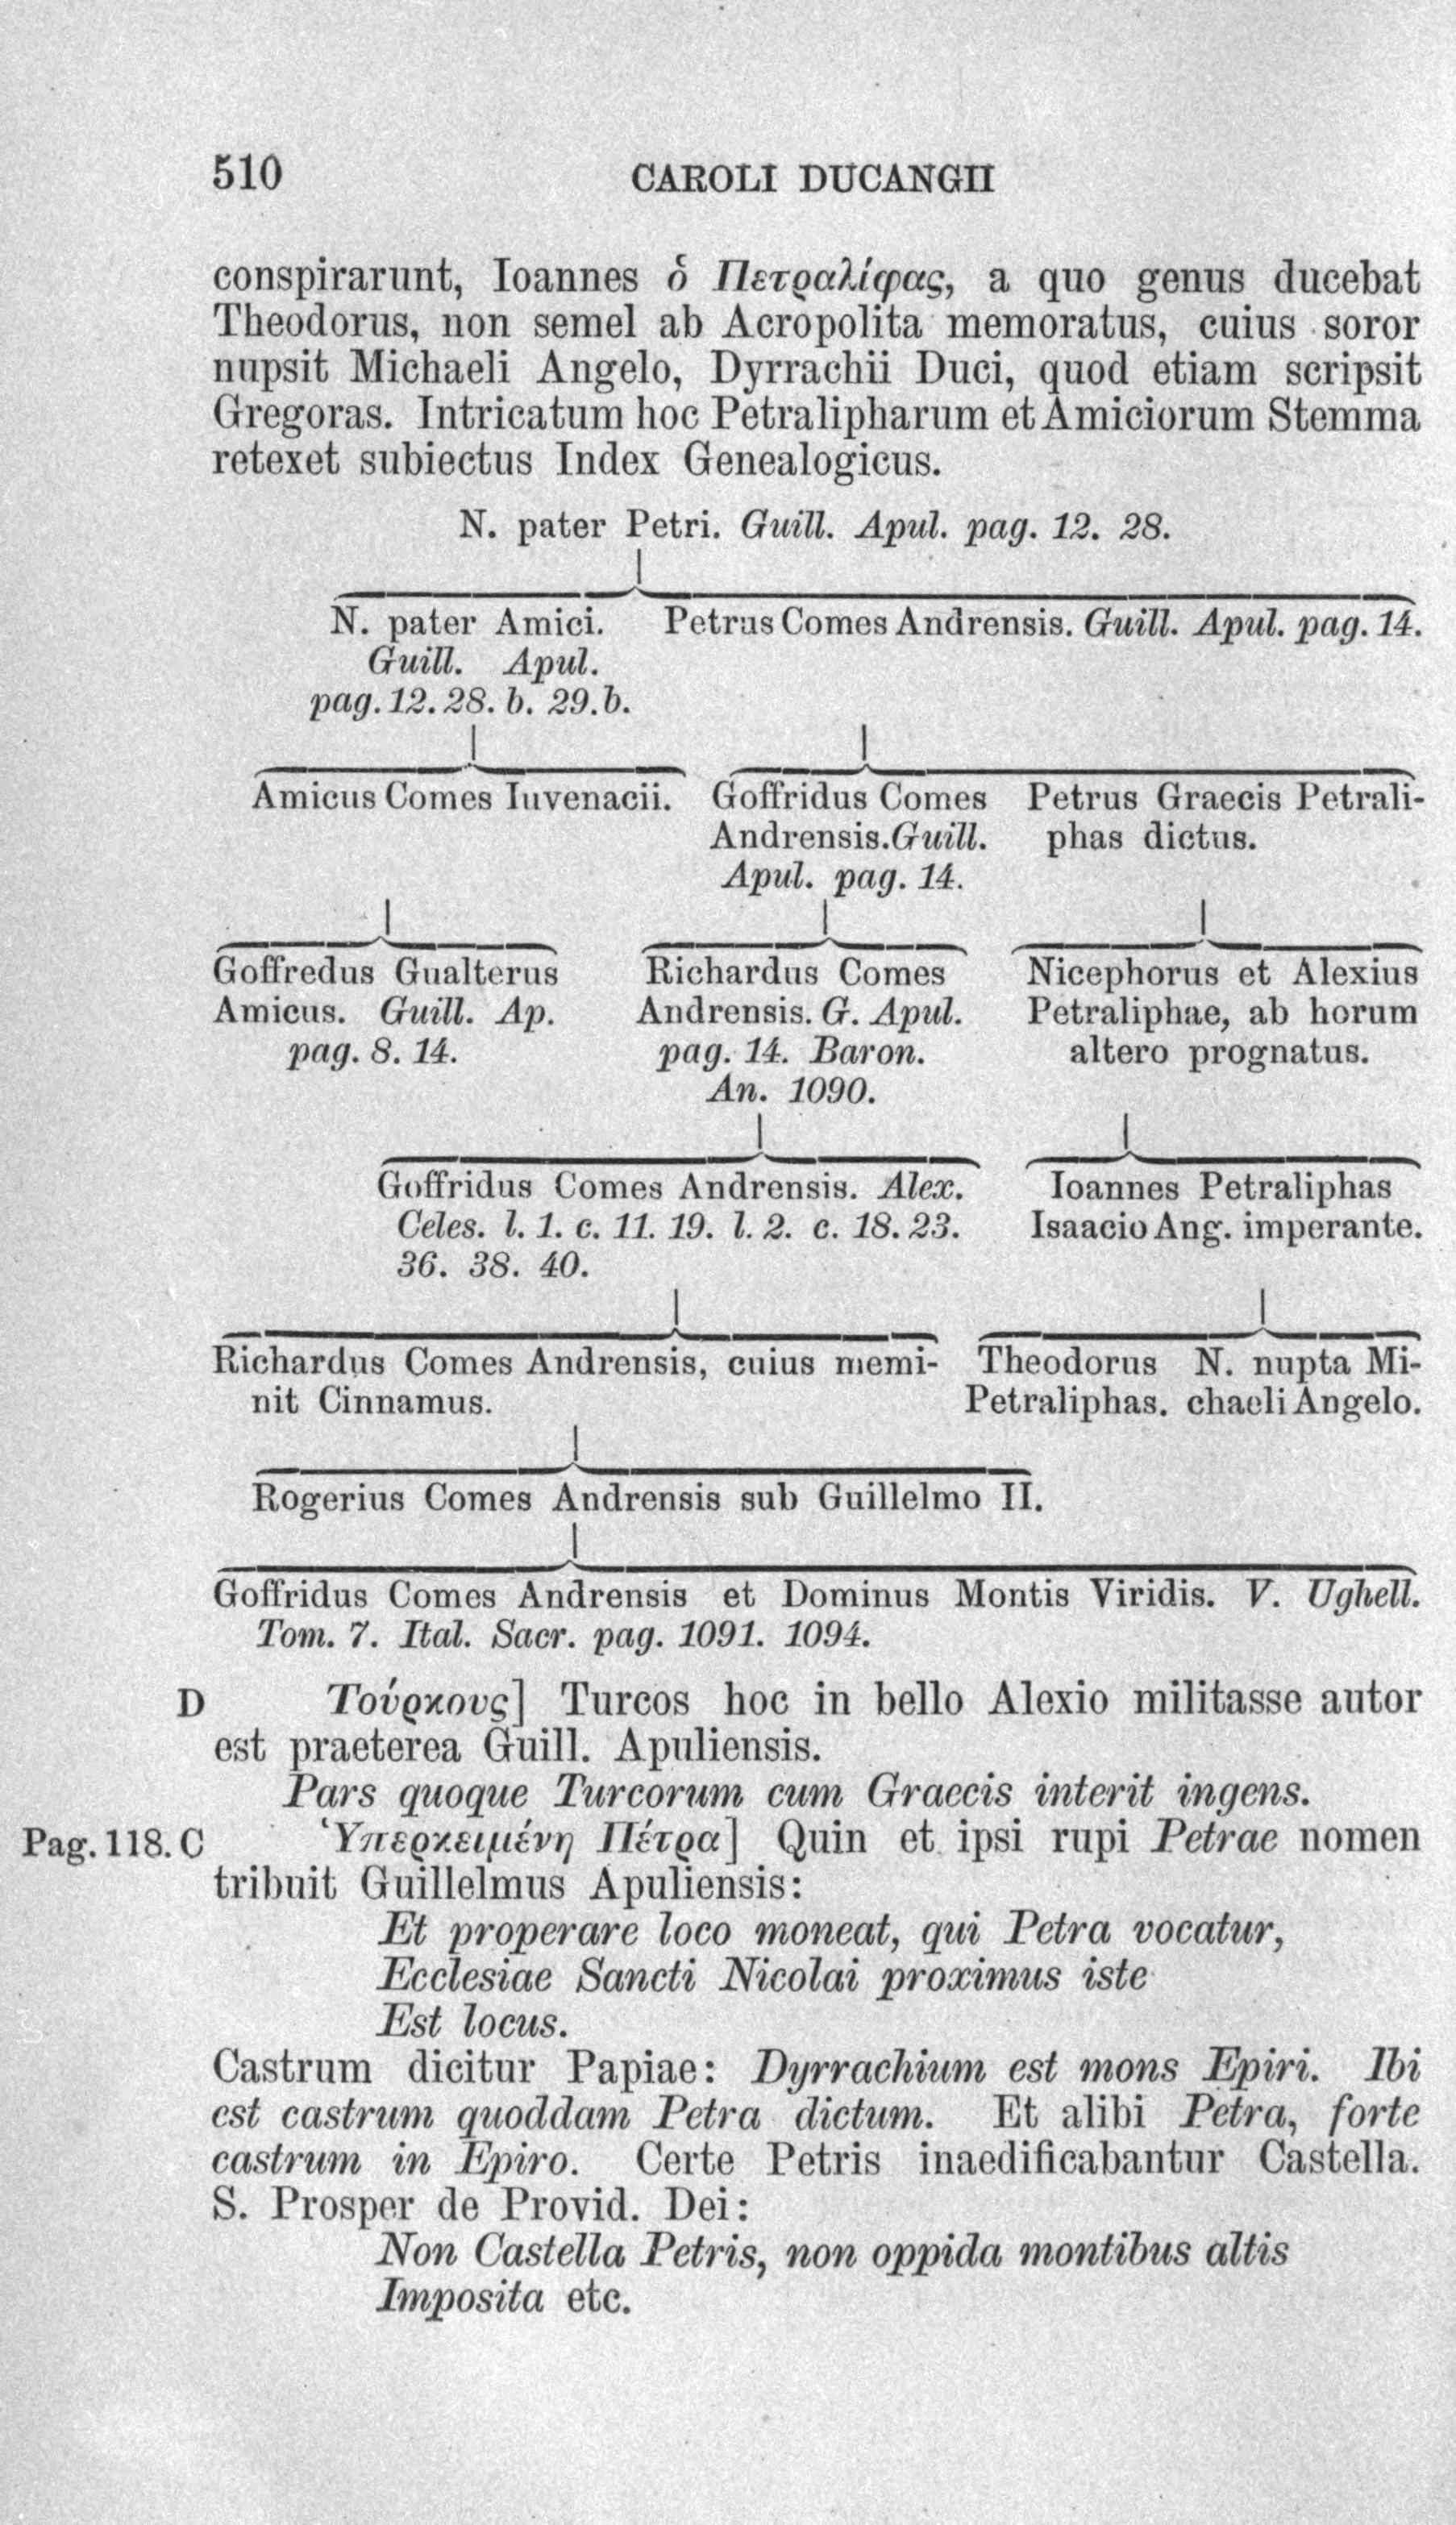 510 CAROLI DUCANGII
conspirarunt, Ioannes ὁ Πετραλίφας, a quo genus ducebat
Theodorus, non semel ab Acropolita memoratus, cuius soror
nupsit Michaeli Angelo, Dyrrachii Duci, quod etiam scripsit
Gregoras. Intricatum hoc Petralipharum et Amiciorum Stemma
retexet subiectus Index Genealogicus.
N. pater Petri. Guill. Apul. pag. 12. 28.
N. pater Amici. Petrus Comes Andrensis. Guill. Apul. pag. 14.
Guill. Apul.
pag. 12. 28. b. 29. b.
Amicus Comes Iuvenacii. Goffridus Comes Petrus Graecis Petrali-
Andrensis. Guill. phas dictus.
Apul. pag. 14.
Goffredus Gualterus Richardus Comes Nicephorus et Alexius
Amicus. Guill. Ap. Andrensis. G. Apul. Petraliphae, ab horum
pag. 8. 14. pag. 14. Baron. altero prognatus.
An. 1090.
Goffridus Comes Andrensis. Alex. Ioannes Petraliphas
Celes. l. 1. c. 11. 19. l. 2. c. 18. 23. Isaacio Ang. imperante.
36. 38. 40.
Richardus Comes Andrensis, cuius memi- Theodorus N. nupta Mi-
nit Cinnamus. Petraliphas. chaeli Angelo.
Rogerius Comes Andrensis sub Guillelmo II.
Goffridus Comes Andrensis et Dominus Montis Viridis. V. Ughell.
Tom. 7. Ital. Sacr. pag. 1091. 1094.
D Τούρκους] Turcos hoc in bello Alexio militasse autor
est praeterea Guill. Apuliensis.
Pars quoque Turcorum cum Graecis interit ingens.
Pag. 118. C Ὑπερκειμένη Πέτρα] Quin et ipsi rupi Petrae nomen
tribuit Guillelmus Apuliensis:
Et properare loco moneat, qui Petra vocatur,
Ecclesiae Sancti Nicolai proximus iste
Est locus.
Castrum dicitur Papiae: Dyrrachium est mons Epiri. Ibi
est castrum quoddam Petra dictum. Et alibi Petra, forte
castrum in Epiro. Certe Petris inaedificabantur Castella.
S. Prosper de Provid. Dei:
Non Castella Petris, non oppida montibus altis
Imposita etc.